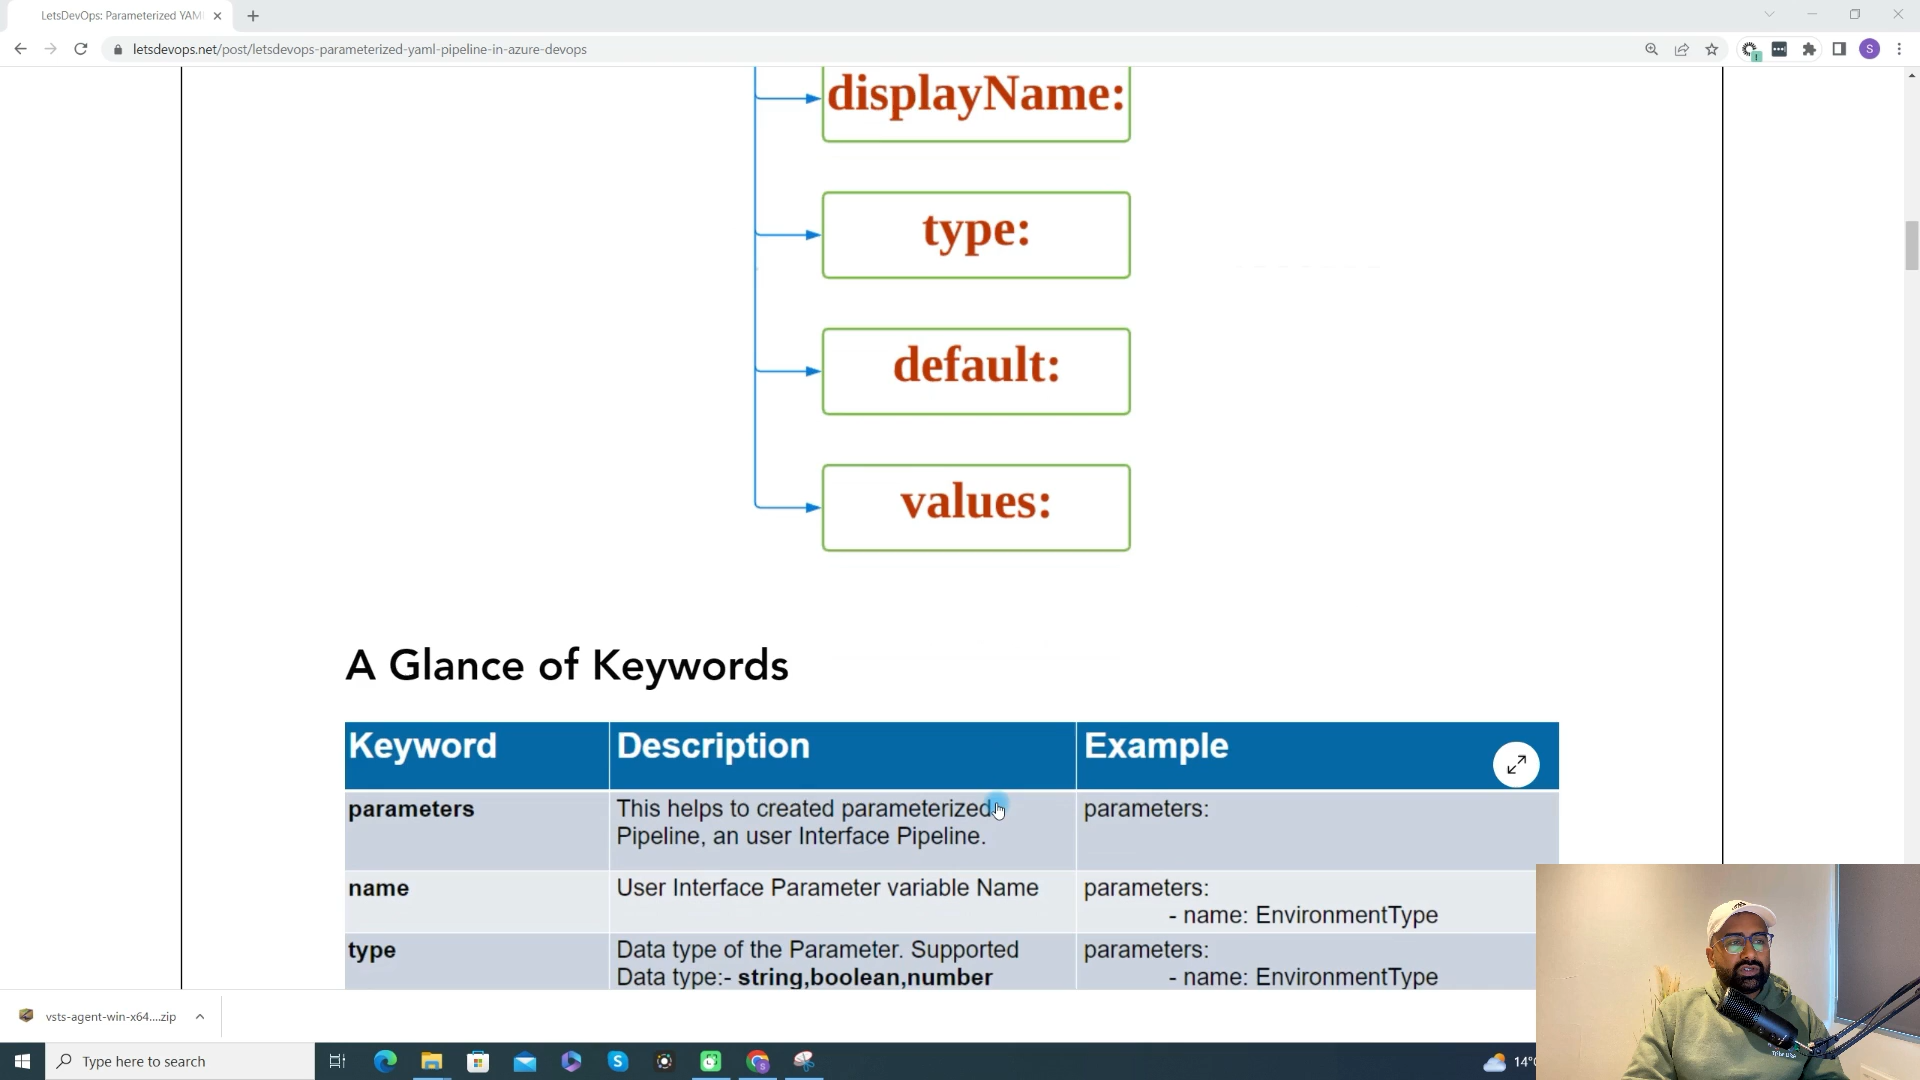 LetsDevOps: Parameterized YAM
letsdevops.net/post/letsdevops-parameterized-yaml-pipeline-in-azure-devops
S
displayName:
type:
default:
values:
A Glance of Keywords
Keyword Description Example
parameters This helps to created parameterized parameters:
Pipeline, an user Interface Pipeline.
name User Interface Parameter variable Name parameters:
- name: EnvironmentType
type Data type of the Parameter. Supported parameters:
Data type:- string,boolean,number - name: EnvironmentType
vsts-agent-win-x64....zip
Type here to search
14°